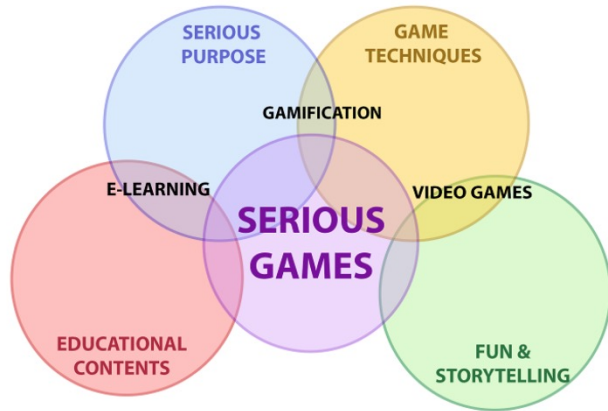 SERIOUS
PURPOSE
GAME
TECHNIQUES
GAMIFICATION
E-LEARNING
VIDEO GAMES
SERIOUS
GAMES
EDUCATIONAL
CONTENTS
FUN &
STORYTELLING